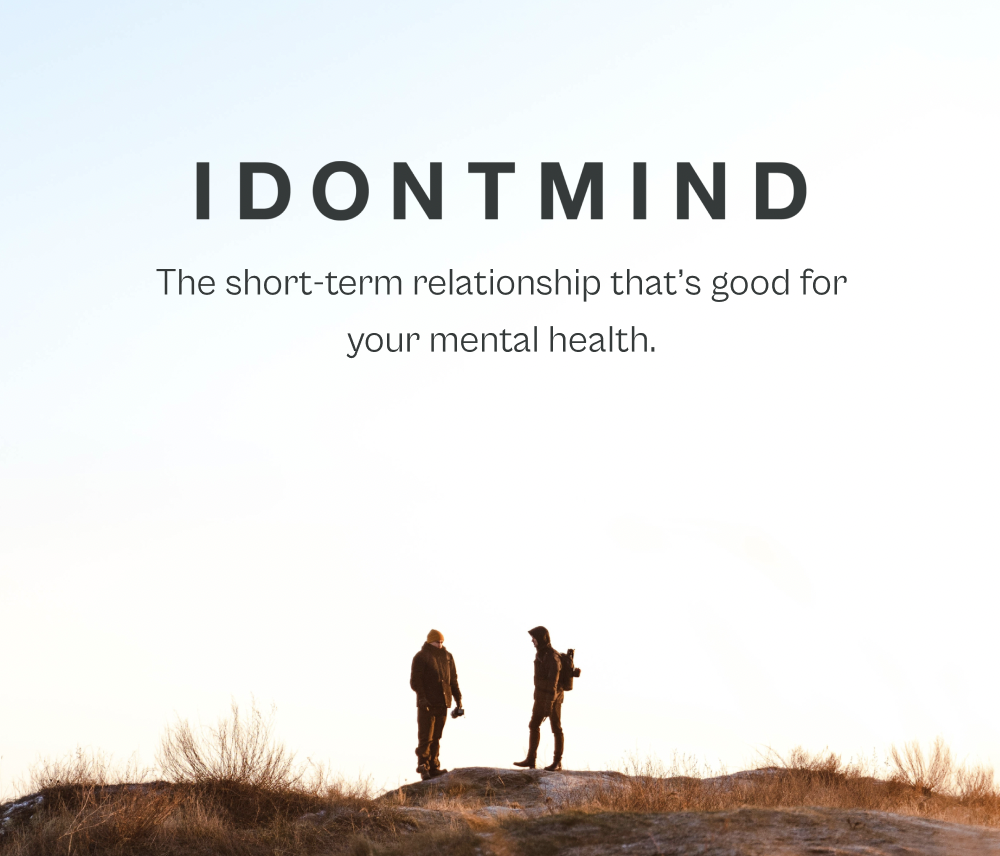 IDONTMIND
The short-term relationship that’s good for
your mental health.